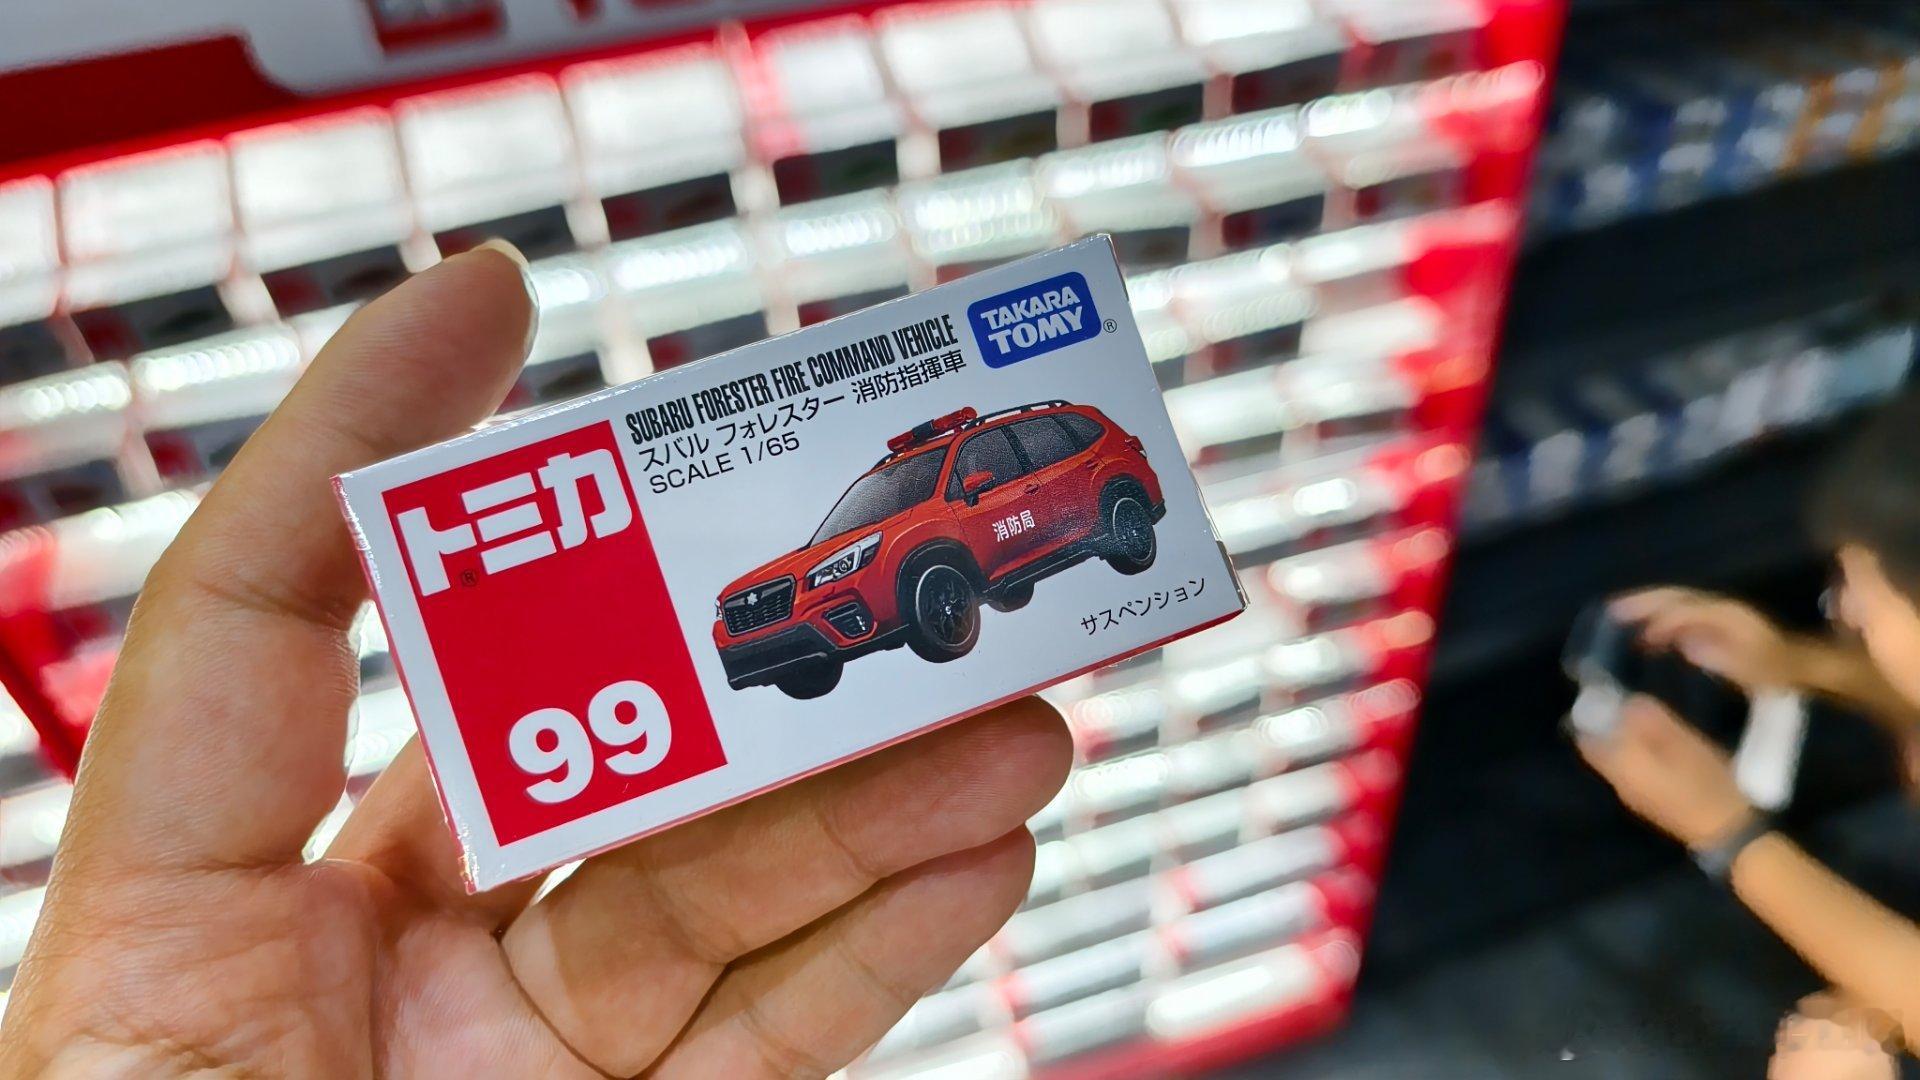 SUBARU FORESTER FIRE COMMAND VEHICLE
スバル フォレスター 消防指揮車
SCALE 1/65
TAKARA
TOMY®
トミカ
®
消防局
サスペンション
99